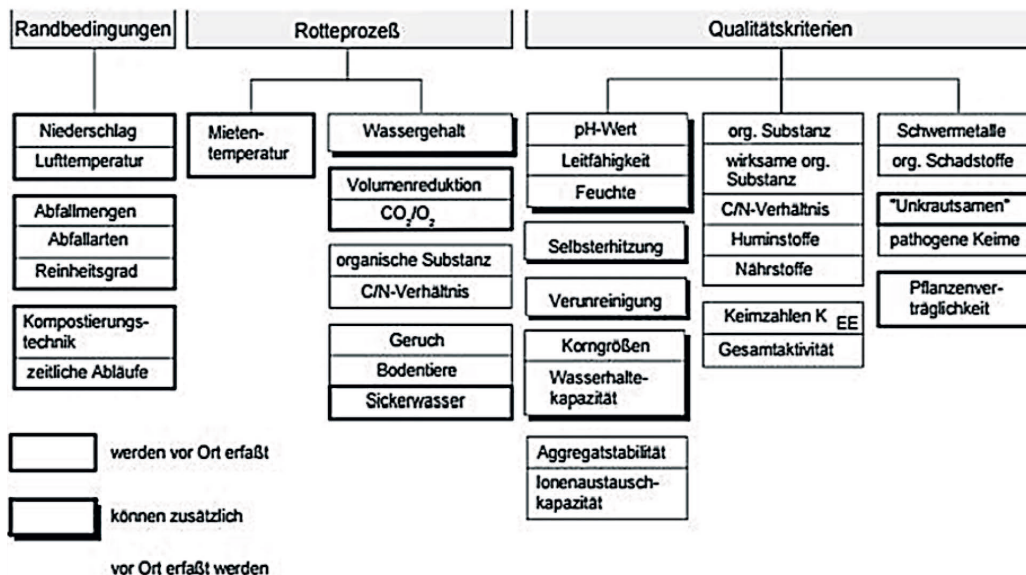 Randbedingungen
Rotteprozeß
Qualitätskriterien
Niederschlag
Lufttemperatur
Abfallmengen
Abfallarten
Reinheitsgrad
Kompostierungs-
technik
zeitliche Abläufe
Mieten-
temperatur
Wassergehalt
Volumenreduktion
CO₂/O₂
organische Substanz
C/N-Verhältnis
Geruch
Bodentiere
Sickerwasser
pH-Wert
Leitfähigkeit
Feuchte
Selbsterhitzung
Verunreinigung
Korngrößen
Wasserhalte-
kapazität
Aggregatstabilität
Ionenaustausch-
kapazität
org. Substanz
wirksame org.
Substanz
C/N-Verhältnis
Huminstoffe
Nährstoffe
Keimzahlen K EE
Gesamtaktivität
Schwermetalle
org. Schadstoffe
"Unkrautsamen"
pathogene Keime
Pflanzenver-
träglichkeit
werden vor Ort erfaßt
können zusätzlich
vor Ort erfaßt werden